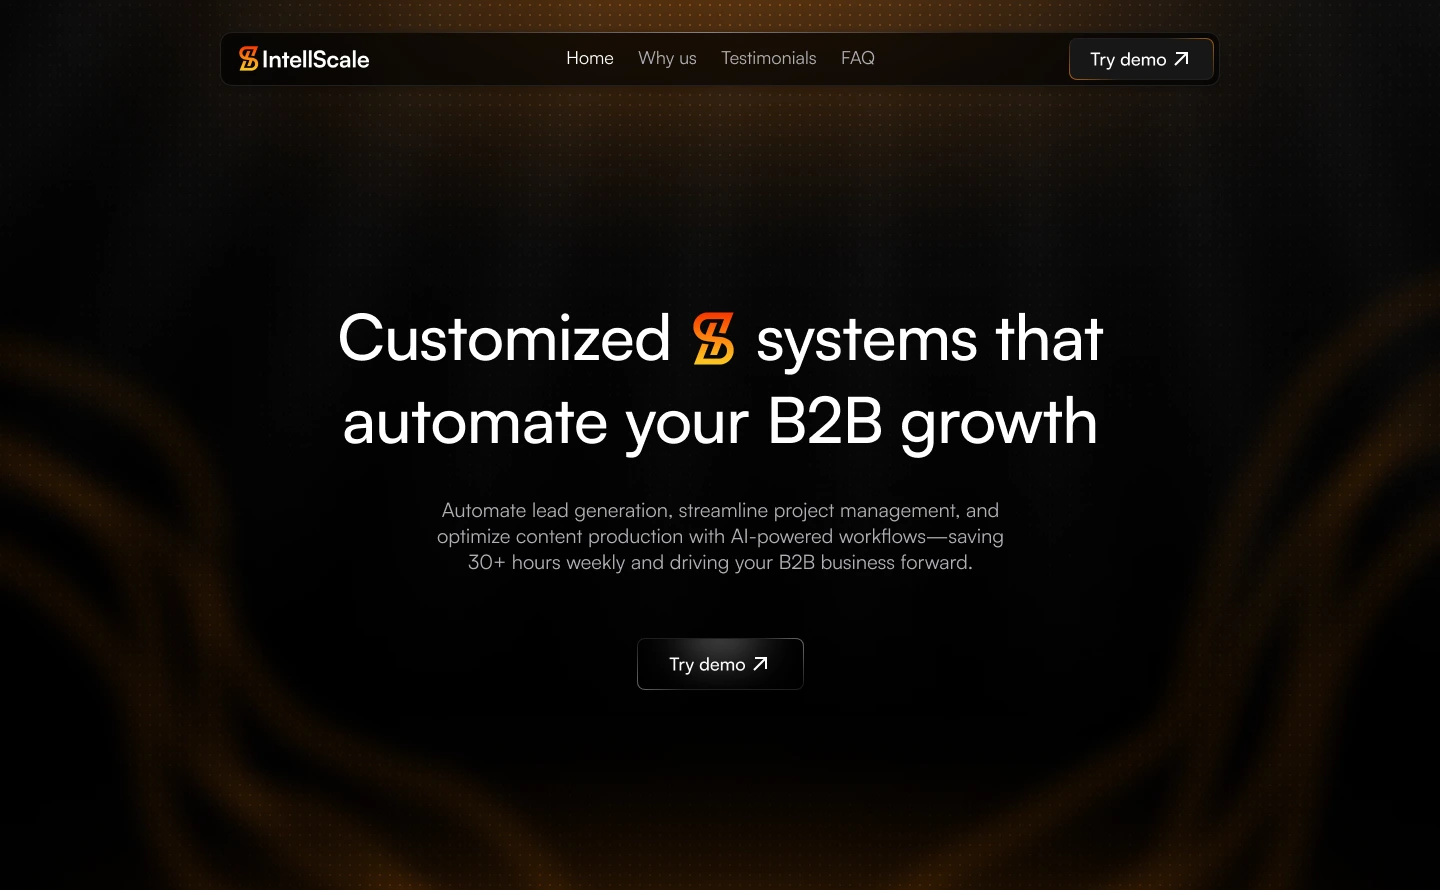 IntellScale
Home
Why us
Testimonials
FAQ
Try demo
Customized systems that
automate your B2B growth
Automate lead generation, streamline project management, and
optimize content production with AI-powered workflows—saving
30+ hours weekly and driving your B2B business forward.
Try demo